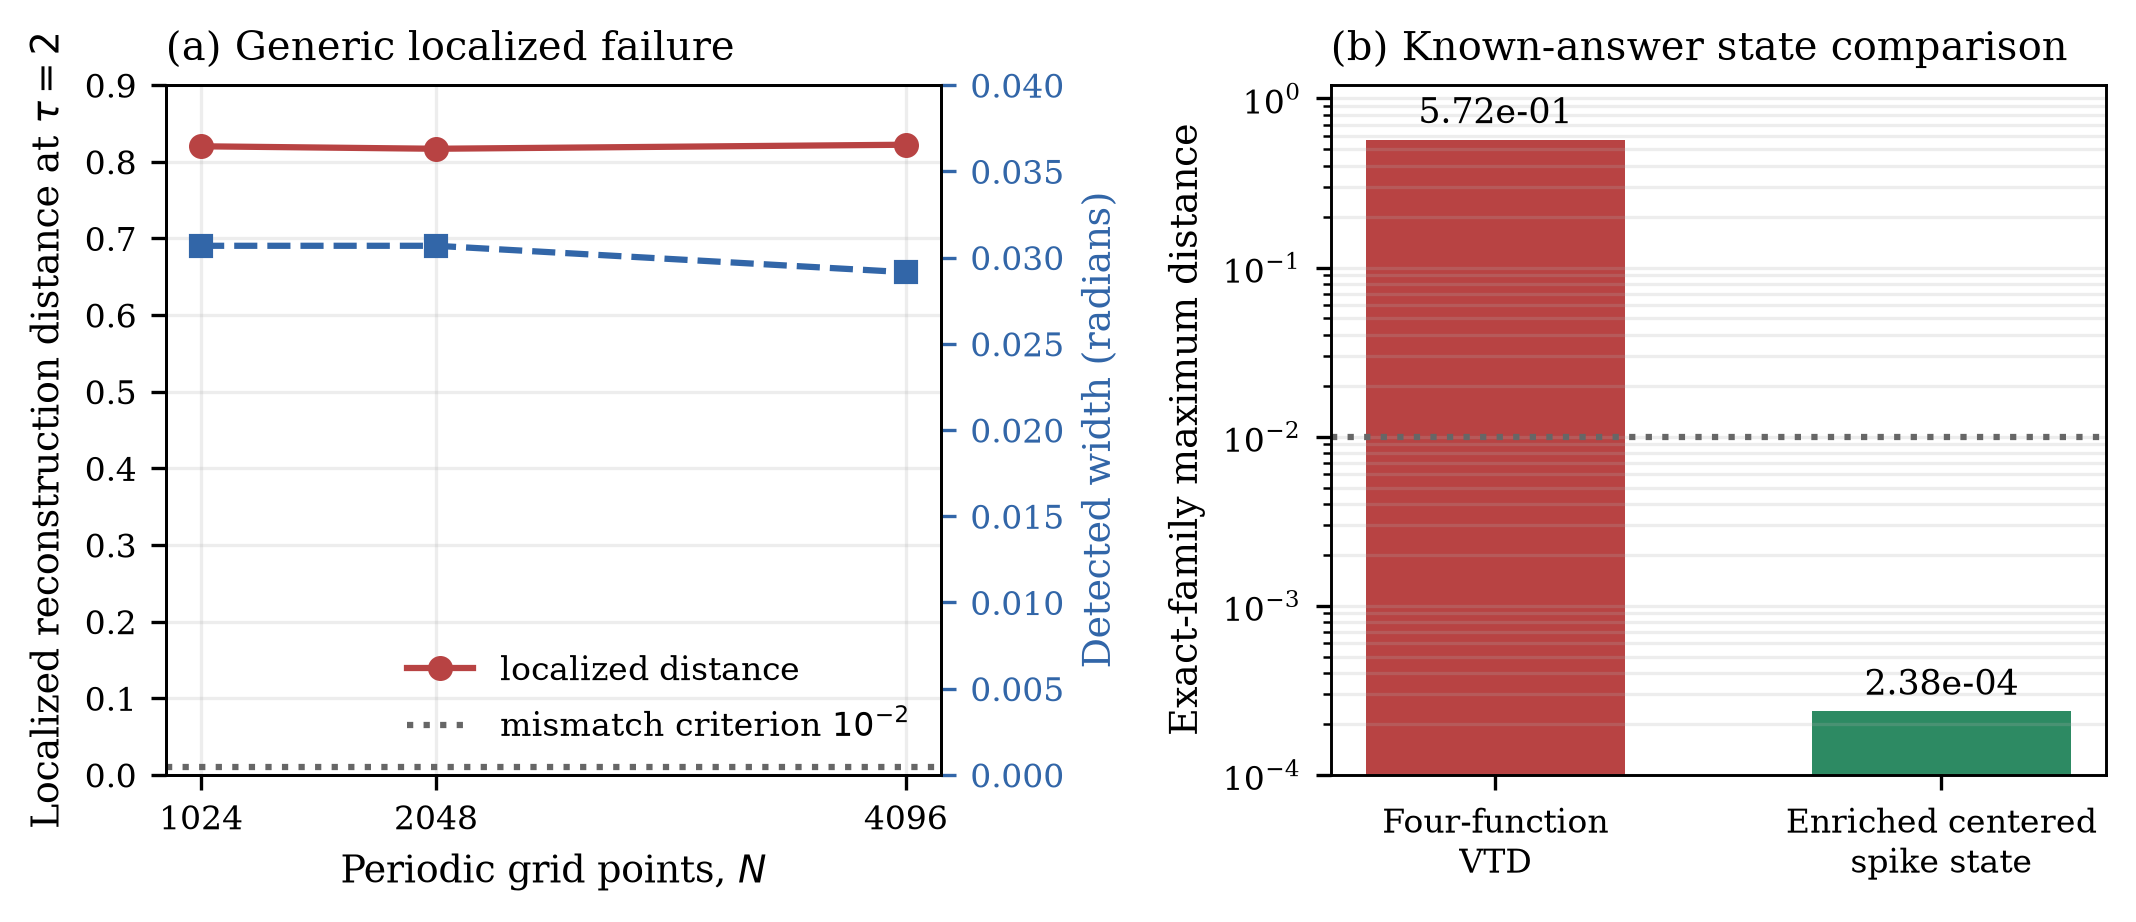 (a) Generic localized failure
Localized reconstruction distance at τ = 2
0.9
0.8
0.7
0.6
0.5
0.4
0.3
0.2
0.1
0.0
localized distance
mismatch criterion 10⁻²
1024
2048
4096
Periodic grid points, N
0.040
0.035
0.030
0.025
0.020
0.015
0.010
0.005
0.000
Detected width (radians)
(b) Known-answer state comparison
Exact-family maximum distance
10⁰
10⁻¹
10⁻²
10⁻³
10⁻⁴
5.72e-01
2.38e-04
Four-function
VTD
Enriched centered
spike state